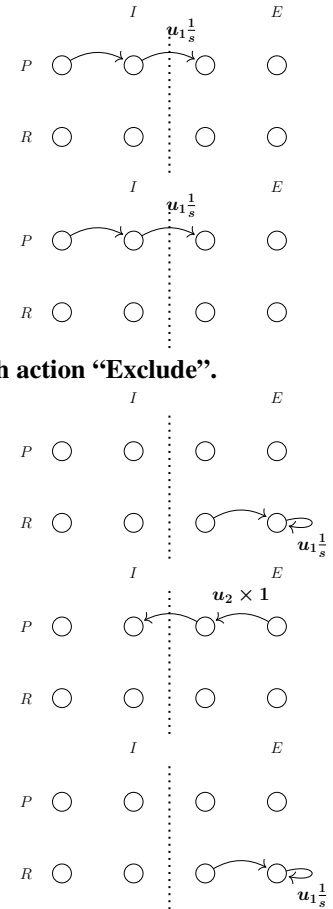 I E
u₁ 1/s
P
R
I E
u₁ 1/s
P
R
h action “Exclude”.
I E
P
R
u₁ 1/s
I E
u₂ × 1
P
R
I E
P
R
u₁ 1/s